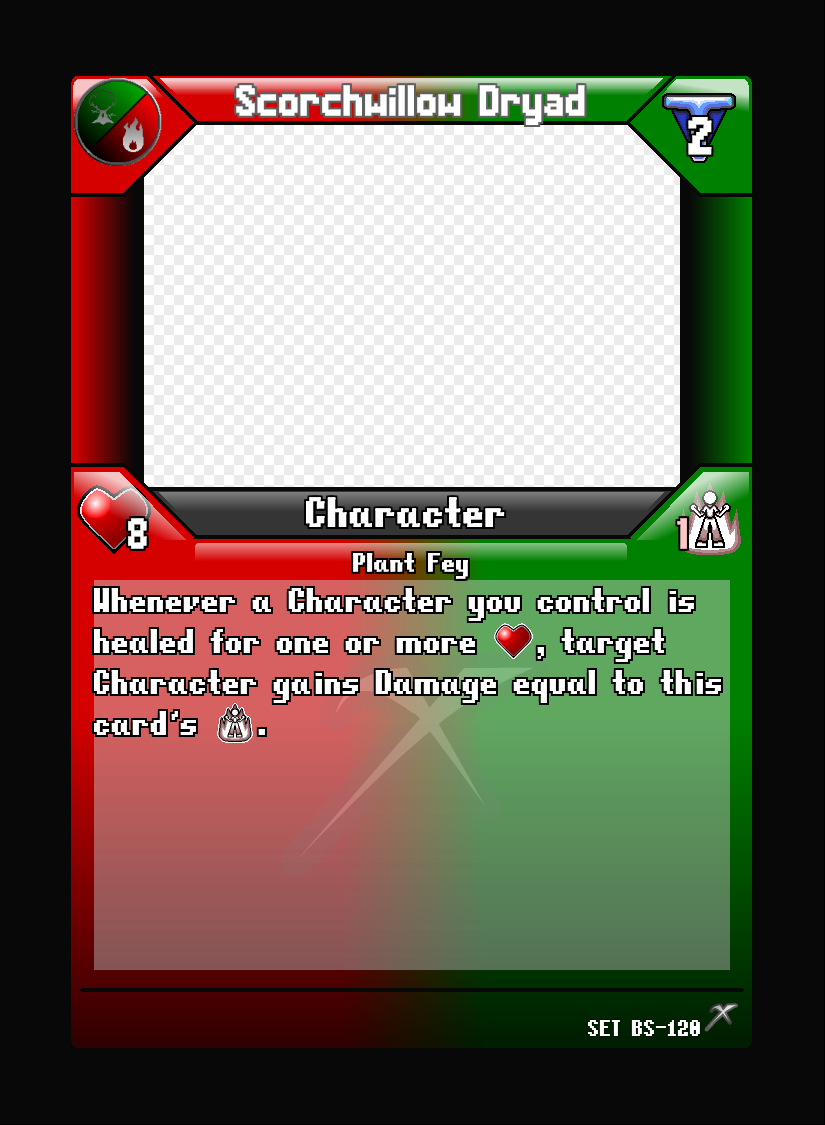 Scorchwillow Dryad
2
Character
8
1
Plant Fey
Whenever a Character you control is
healed for one or more , target
Character gains Damage equal to this
card's .
SET BS-120